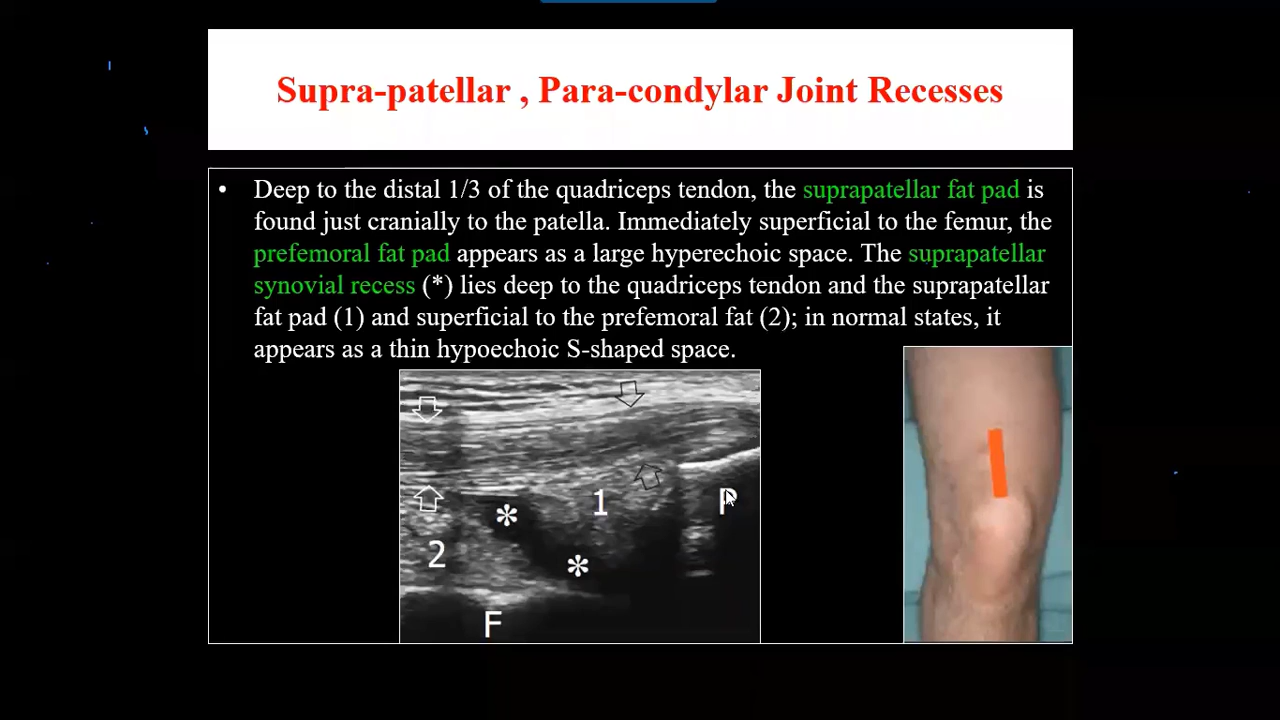 Supra-patellar , Para-condylar Joint Recesses
• Deep to the distal 1/3 of the quadriceps tendon, the suprapatellar fat pad is
found just cranially to the patella. Immediately superficial to the femur, the
prefemoral fat pad appears as a large hyperechoic space. The suprapatellar
synovial recess (*) lies deep to the quadriceps tendon and the suprapatellar
fat pad (1) and superficial to the prefemoral fat (2); in normal states, it
appears as a thin hypoechoic S-shaped space.
* 1 P
2 *
F